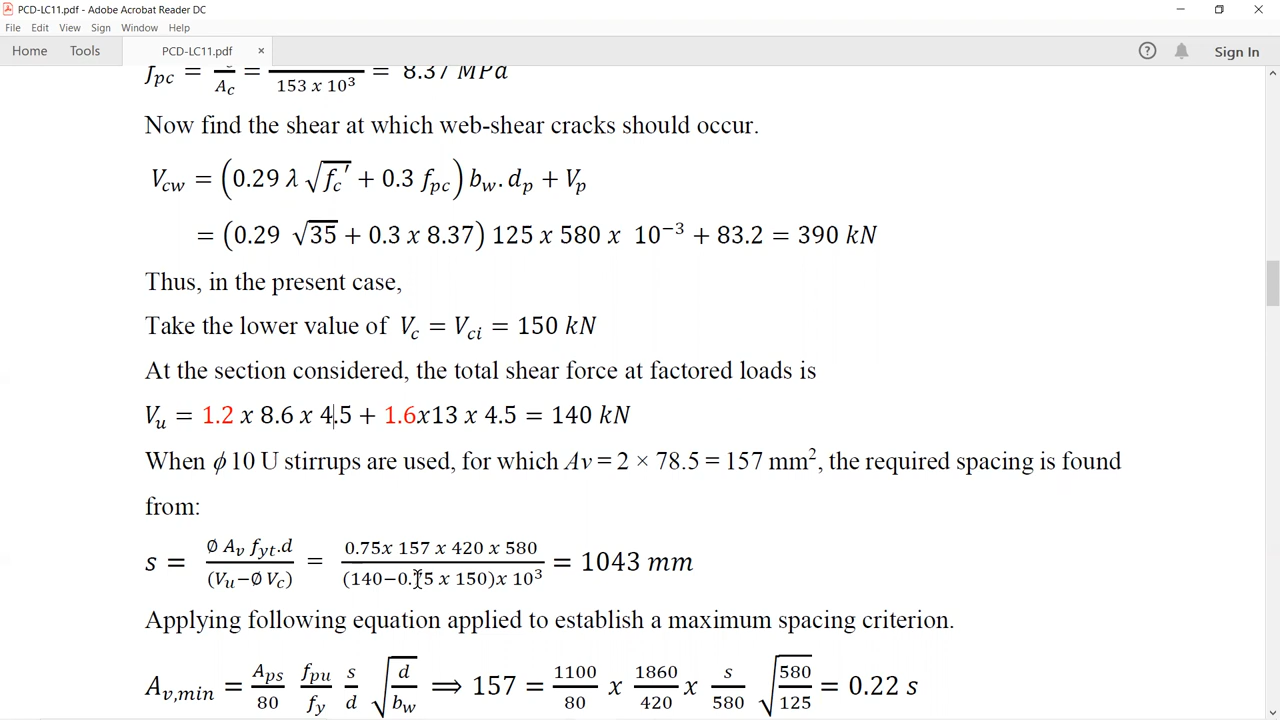 PCD-LC11.pdf - Adobe Acrobat Reader DC
File Edit View Sign Window Help
Home Tools PCD-LC11.pdf × ? Sign In
f_pc = — / A_c = — / 153 x 10³ = 8.37 MPa
Now find the shear at which web-shear cracks should occur.
V_cw = (0.29 λ √f_c′ + 0.3 f_pc) b_w. d_p + V_p
= (0.29 √35 + 0.3 x 8.37) 125 x 580 x 10⁻³ + 83.2 = 390 kN
Thus, in the present case,
Take the lower value of V_c = V_ci = 150 kN
At the section considered, the total shear force at factored loads is
V_u = 1.2 x 8.6 x 4.5 + 1.6x13 x 4.5 = 140 kN
When ϕ 10 U stirrups are used, for which Av = 2 × 78.5 = 157 mm², the required spacing is found
from:
s = ∅ A_v f_yt.d / (V_u−∅ V_c) = 0.75x 157 x 420 x 580 / (140−0.75 x 150)x 10³ = 1043 mm
Applying following equation applied to establish a maximum spacing criterion.
A_v,min = A_ps/80 f_pu/f_y s/d √(d/b_w) ⟹ 157 = 1100/80 x 1860/420 x s/580 √(580/125) = 0.22 s